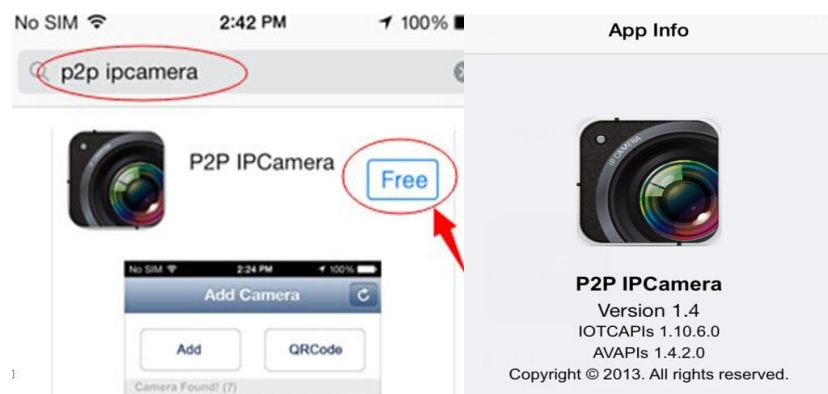 No SIM 2:42 PM 100%
p2p ipcamera
P2P IPCamera
Free
No SIM 2:24 PM 100%
Add Camera
Add QRCode
Camera Found! (7)
App Info
IP CAMERA
P2P IPCamera
Version 1.4
IOTCAPIs 1.10.6.0
AVAPIs 1.4.2.0
Copyright © 2013. All rights reserved.